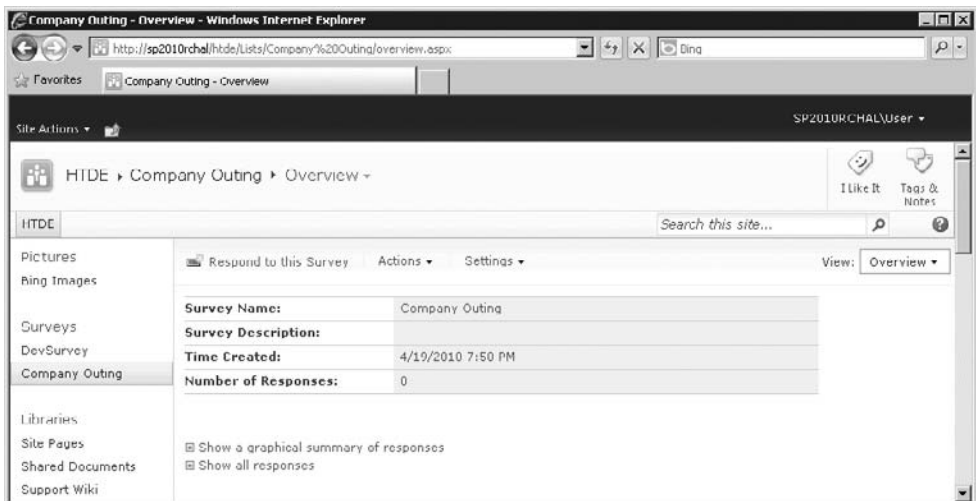 Company Outing - Overview - Windows Internet Explorer
http://sp2010rchal/htde/Lists/Company%20Outing/overview.aspx
Bing
Favorites
Company Outing - Overview
Site Actions
SP2010RCHAL\User
HTDE Company Outing Overview
I Like It
Tags & Notes
HTDE
Search this site...
Pictures
Bing Images
Surveys
DevSurvey
Company Outing
Libraries
Site Pages
Shared Documents
Support Wiki
Respond to this Survey Actions Settings
View: Overview
Survey Name: Company Outing
Survey Description:
Time Created: 4/19/2010 7:50 PM
Number of Responses: 0
Show a graphical summary of responses
Show all responses